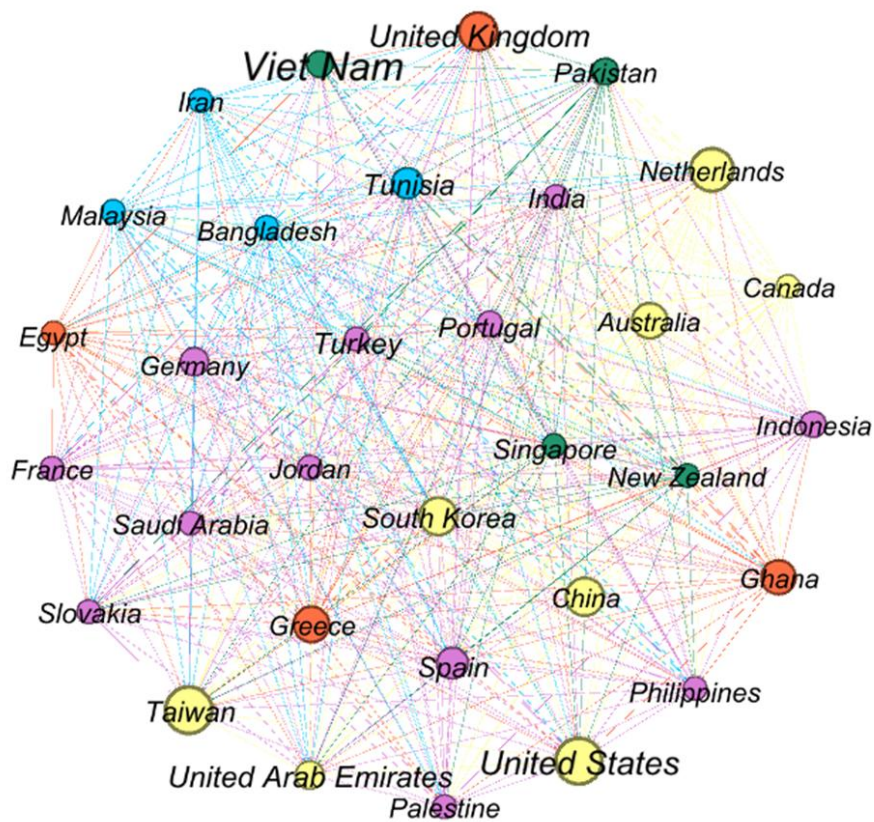 United Kingdom
Viet Nam
Pakistan
Iran
Netherlands
Tunisia
India
Malaysia
Bangladesh
Canada
Australia
Egypt
Portugal
Turkey
Germany
Indonesia
Singapore
France
Jordan
New Zealand
Saudi Arabia
South Korea
Ghana
China
Slovakia
Greece
Spain
Philippines
Taiwan
United States
United Arab Emirates
Palestine